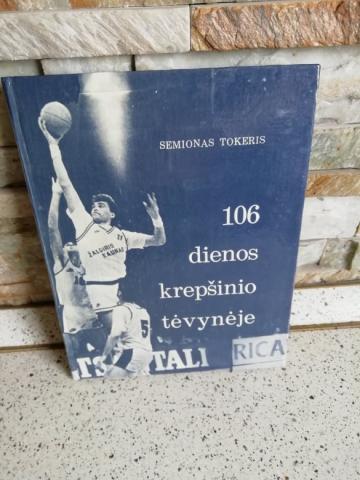 SEMIONAS TOKERIS
106
dienos
krepšinio
tėvynėje
ŽALGIRIS
KAUNAS
5
TALI
RICA